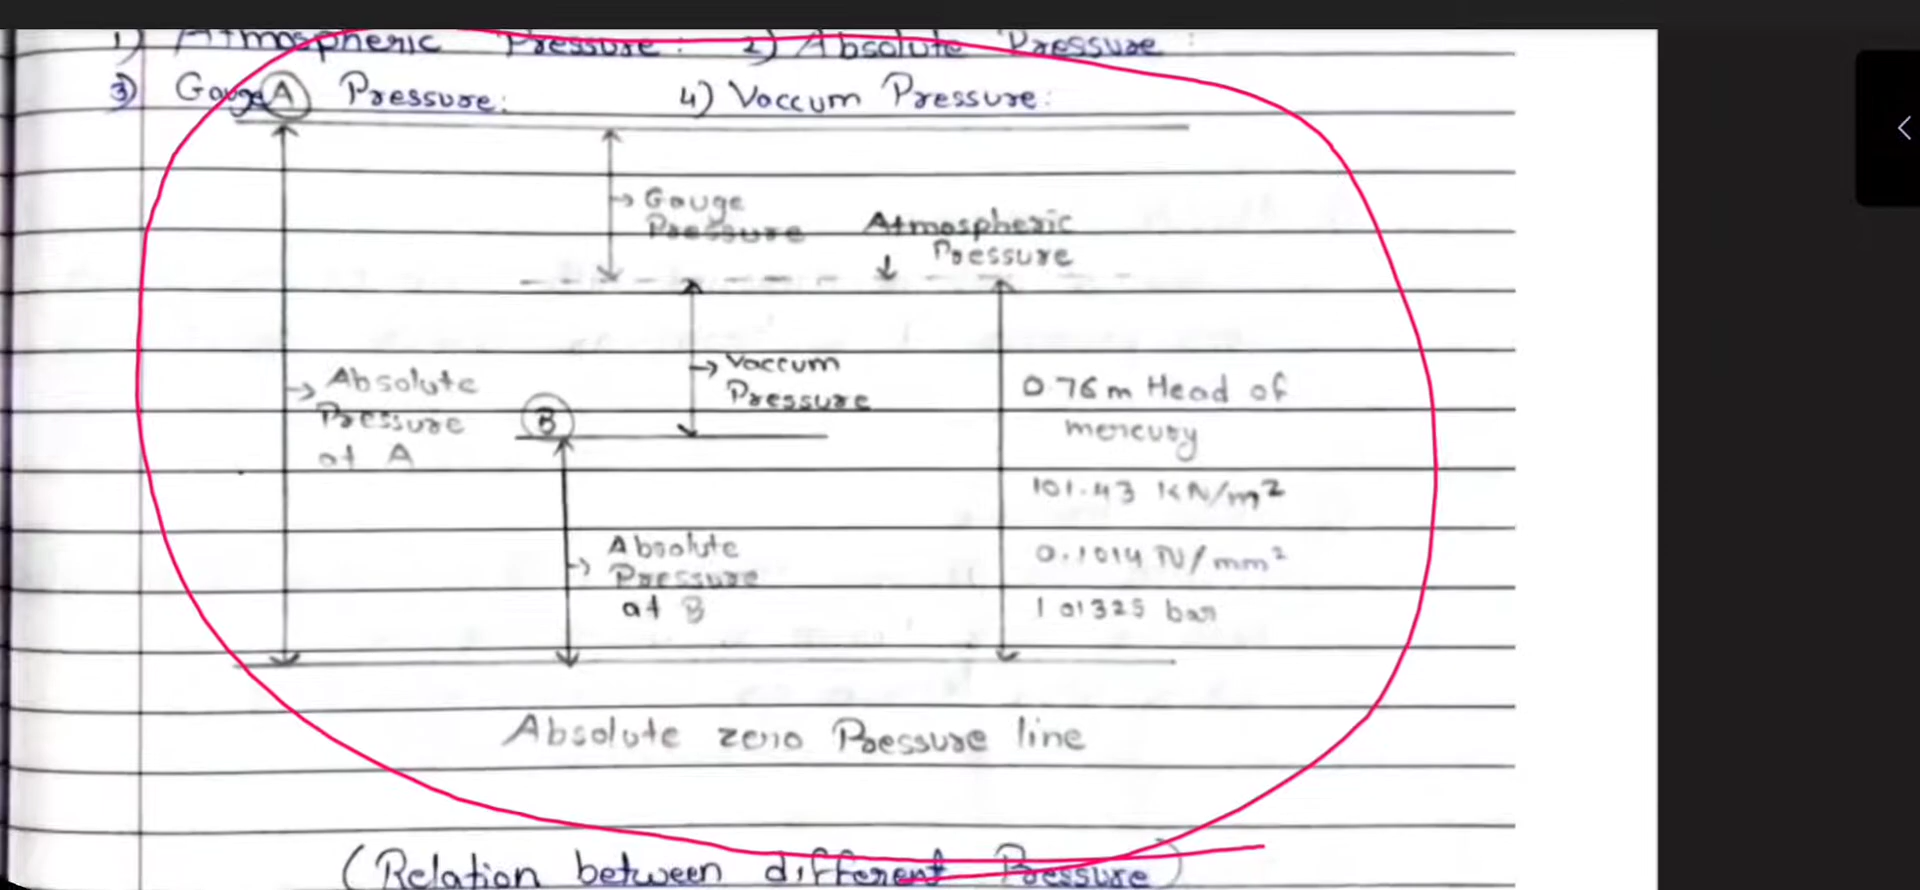 1) Atmospheric Pressure: 2) Absolute Pressure:
3) Gauge Pressure: 4) Vaccum Pressure:
A
Gauge
Pressure
Atmospheric
Pressure
Vaccum
Pressure
Absolute
Pressure
at A
B
0.76m Head of
mercury
101.43 KN/m²
Absolute
Pressure
at B
0.1014 N/mm²
1 01325 bar
Absolute zero Pressure line
(Relation between different Pressure)